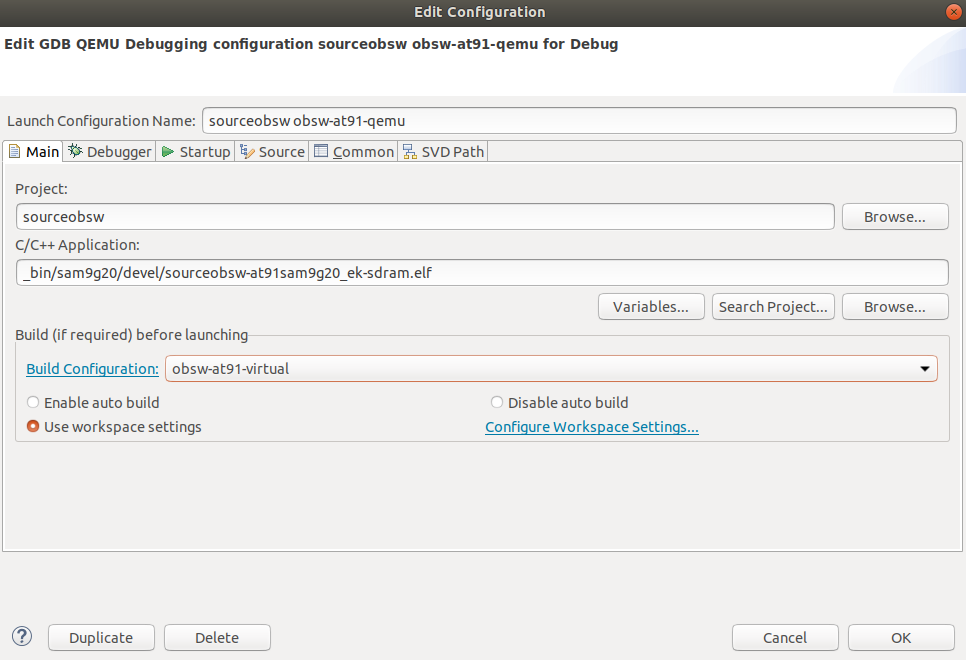 Edit Configuration
Edit GDB QEMU Debugging configuration sourceobsw obsw-at91-qemu for Debug
Launch Configuration Name: sourceobsw obsw-at91-qemu
Main Debugger Startup Source Common SVD Path
Project:
sourceobsw Browse...
C/C++ Application:
_bin/sam9g20/devel/sourceobsw-at91sam9g20_ek-sdram.elf
Variables... Search Project... Browse...
Build (if required) before launching
Build Configuration: obsw-at91-virtual
Enable auto build Disable auto build
Use workspace settings Configure Workspace Settings...
? Duplicate Delete Cancel OK